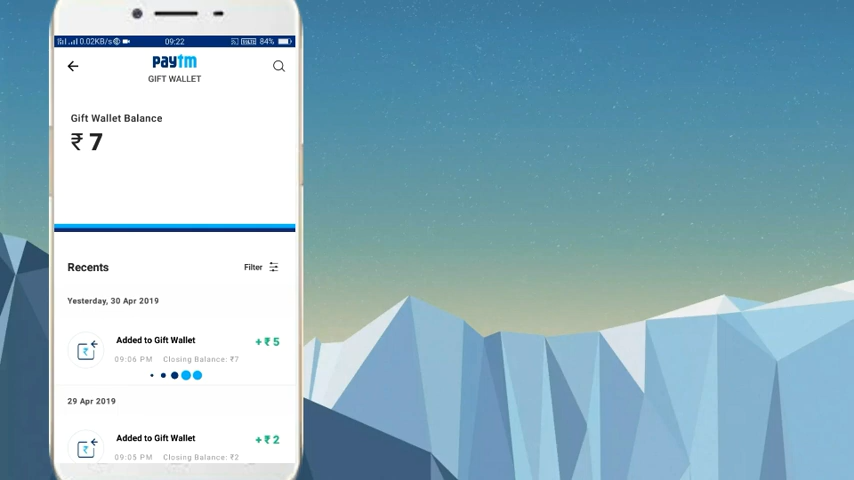 0.02KB/s 09:22 84%
paytm
GIFT WALLET
Gift Wallet Balance
₹ 7
Recents Filter
Yesterday, 30 Apr 2019
Added to Gift Wallet + ₹ 5
09:06 PM Closing Balance: ₹7
29 Apr 2019
Added to Gift Wallet + ₹ 2
09:05 PM Closing Balance: ₹2